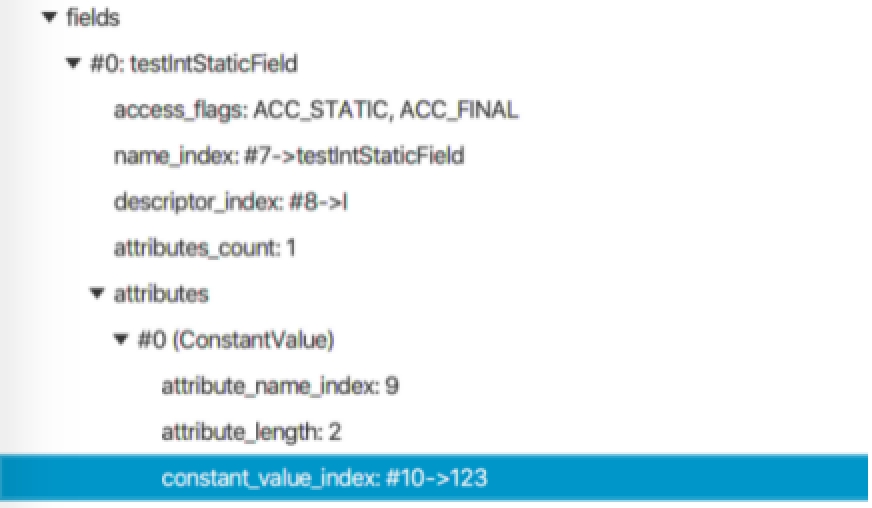 fields
#0: testIntStaticField
access_flags: ACC_STATIC, ACC_FINAL
name_index: #7->testIntStaticField
descriptor_index: #8->I
attributes_count: 1
attributes
#0 (ConstantValue)
attribute_name_index: 9
attribute_length: 2
constant_value_index: #10->123